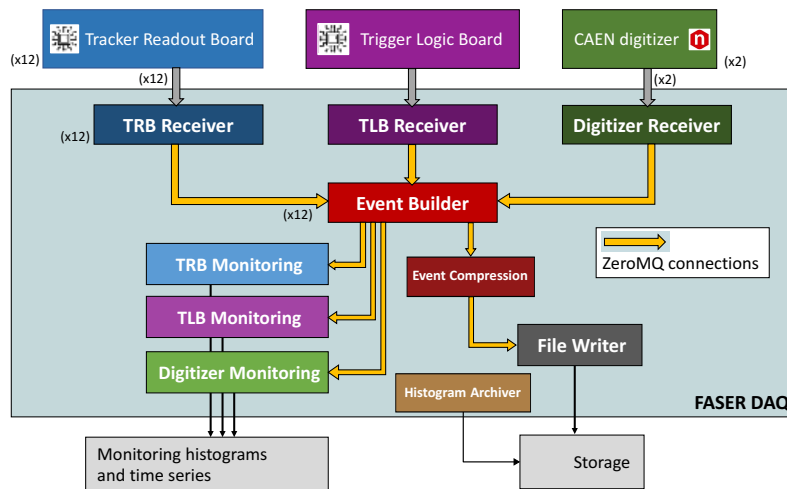 Tracker Readout Board
Trigger Logic Board
CAEN digitizer
n
(x12)
(x12)
(x2)
(x2)
TRB Receiver
TLB Receiver
Digitizer Receiver
(x12)
(x12)
Event Builder
TRB Monitoring
Event Compression
ZeroMQ connections
TLB Monitoring
File Writer
Digitizer Monitoring
Histogram Archiver
FASER DAQ
Monitoring histograms
and time series
Storage